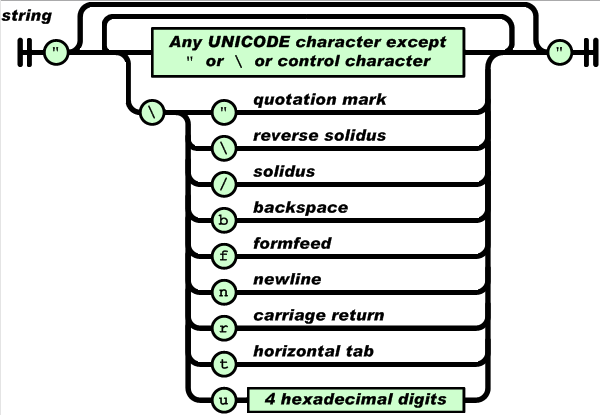 string
" Any UNICODE character except "
" or \ or control character
\ " quotation mark
\ reverse solidus
/ solidus
b backspace
f formfeed
n newline
r carriage return
t horizontal tab
u 4 hexadecimal digits